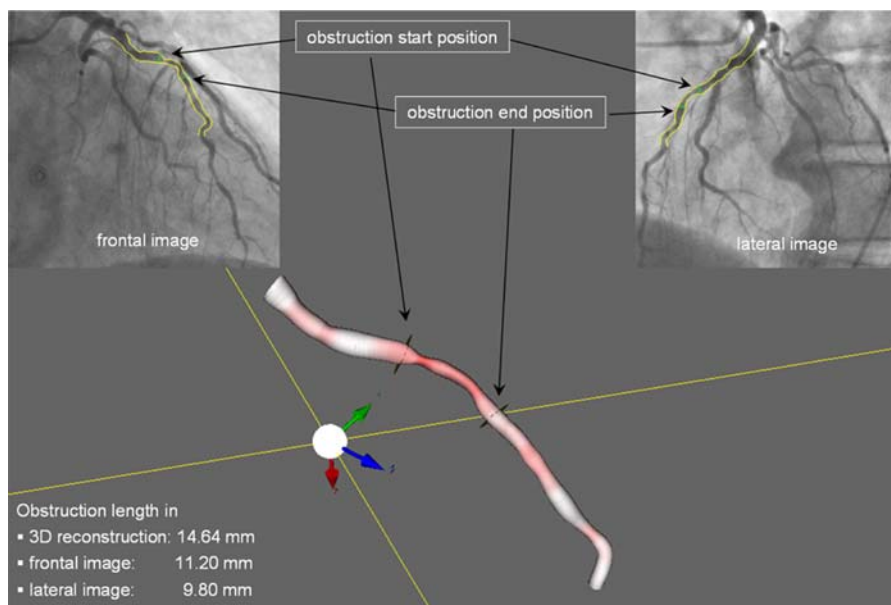 obstruction start position
obstruction end position
frontal image
lateral image
Obstruction length in
▪ 3D reconstruction: 14.64 mm
▪ frontal image: 11.20 mm
▪ lateral image: 9.80 mm